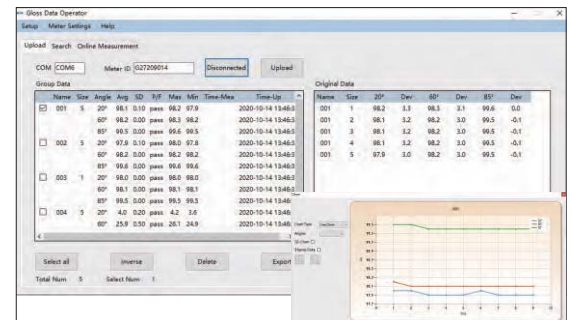 Gloss Data Operator
Setup Meter Settings Help
Upload Search Online Measurement
COM COM6 Meter ID G27209014 Disconnected Upload
Group Data
Name Size Angle Avg SD P/F Max Min Time-Mea Time-Up
001 5 20° 98.1 0.10 pass 98.2 97.9 2020-10-14 13:46:3
60° 98.2 0.00 pass 98.3 98.2 2020-10-14 13:46:3
85° 99.5 0.00 pass 99.6 99.5 2020-10-14 13:46:3
002 5 20° 97.9 0.10 pass 98.0 97.8 2020-10-14 13:46:3
60° 98.2 0.00 pass 98.3 98.2 2020-10-14 13:46:3
85° 99.6 0.00 pass 99.6 99.6 2020-10-14 13:46:3
003 1 20° 98.0 0.00 pass 98.0 98.0 2020-10-14 13:46:3
60° 98.1 0.00 pass 98.1 98.1 2020-10-14 13:46:3
85° 99.5 0.00 pass 99.5 99.5 2020-10-14 13:46:3
004 5 20° 4.0 0.20 pass 4.2 3.6 2020-10-14 13:46:3
60° 25.9 0.50 pass 26.1 24.9 2020-10-14 13:46:3
Select all Inverse Delete Export
Total Num 5 Select Num 1
Original Data
Name Size 20° Dev 60° Dev 85° Dev
001 1 98.2 3.3 98.3 3.1 99.6 0.0
001 2 98.1 3.2 98.2 3.0 99.5 -0.1
001 3 98.1 3.2 98.2 3.0 99.5 -0.1
001 4 98.1 3.2 98.2 3.0 99.5 -0.1
001 5 97.9 3.0 98.2 3.0 99.5 -0.1
Chart Type
Angles
SD Chart